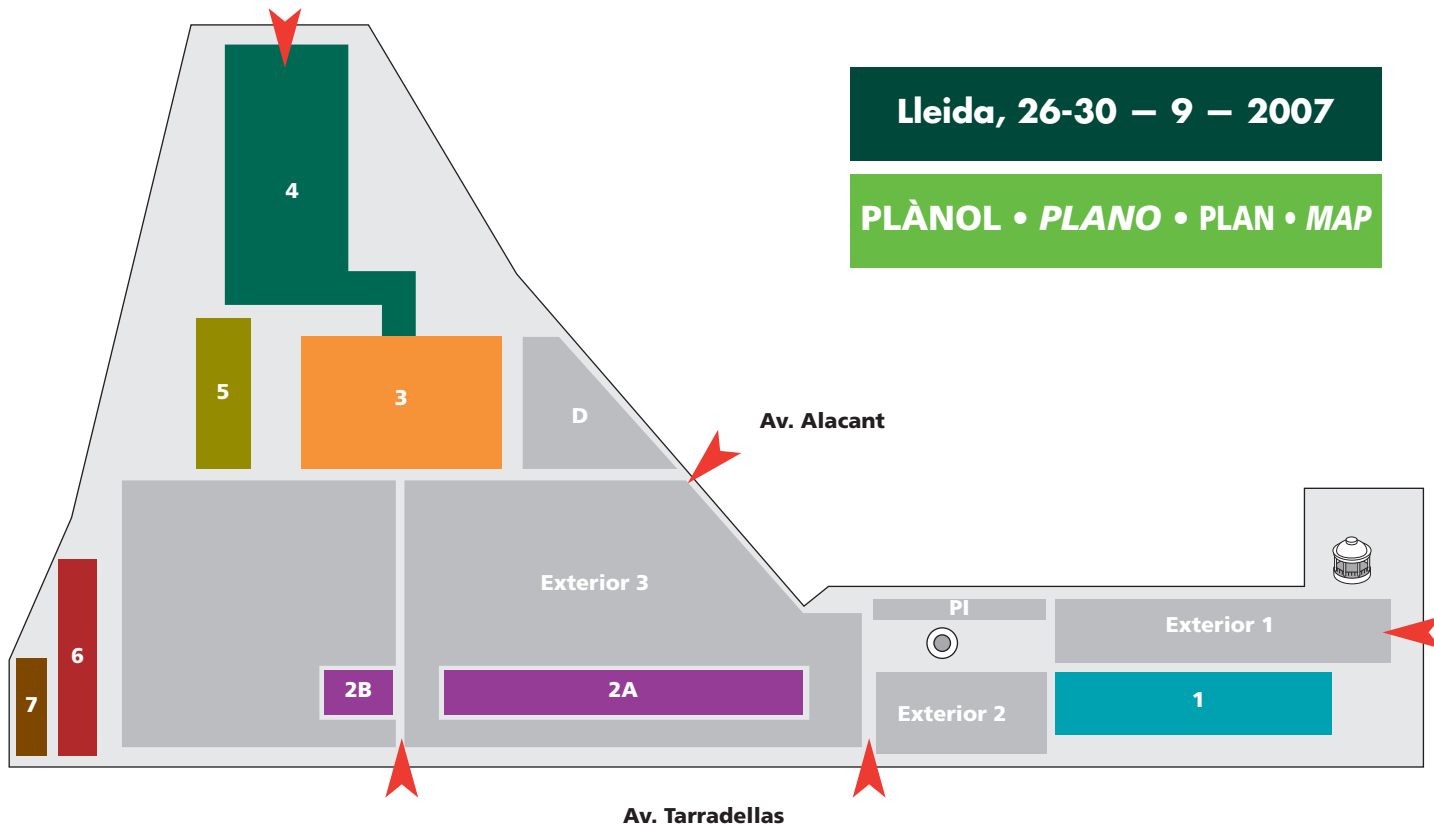 Lleida, 26-30 – 9 – 2007
PLÀNOL • PLANO • PLAN • MAP
4
5
3
D
Av. Alacant
Exterior 3
PI
Exterior 1
6
7
2B
2A
Exterior 2
1
Av. Tarradellas